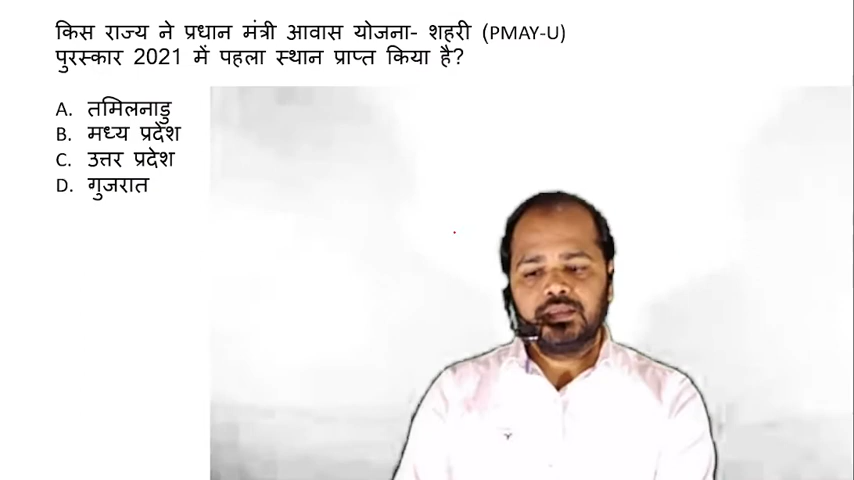 किस राज्य ने प्रधान मंत्री आवास योजना- शहरी (PMAY-U)
पुरस्कार 2021 में पहला स्थान प्राप्त किया है?
A. तमिलनाडु
B. मध्य प्रदेश
C. उत्तर प्रदेश
D. गुजरात